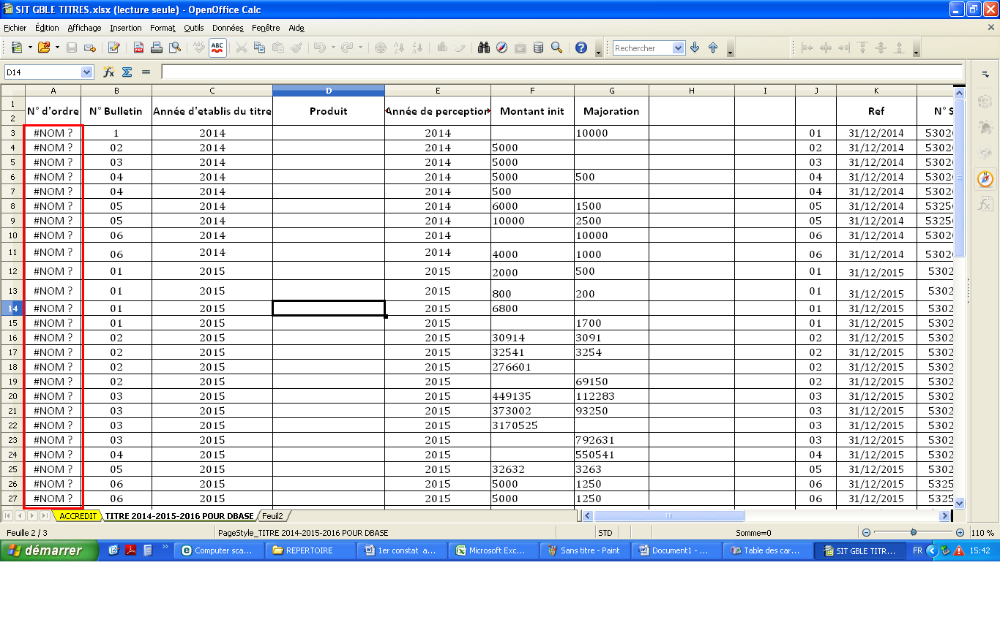 SIT GBLE TITRES.xlsx (lecture seule) - OpenOffice Calc
Fichier Édition Affichage Insertion Format Outils Données Fenêtre Aide
Rechercher
D14
A B C D E F G H I J K
1 2 N° d'ordre N° Bulletin Année d'etablis du titre Produit Année de perception Montant init Majoration Ref N° S
3 #NOM ? 1 2014 2014 10000 01 31/12/2014 5302
4 #NOM ? 02 2014 2014 5000 02 31/12/2014 5302
5 #NOM ? 03 2014 2014 5000 03 31/12/2014 5302
6 #NOM ? 04 2014 2014 5000 500 04 31/12/2014 5302
7 #NOM ? 04 2014 2014 500 04 31/12/2014 5302
8 #NOM ? 05 2014 2014 6000 1500 05 31/12/2014 5325
9 #NOM ? 05 2014 2014 10000 2500 05 31/12/2014 5325
10 #NOM ? 06 2014 2014 10000 06 31/12/2014 5302
11 #NOM ? 06 2014 2014 4000 1000 06 31/12/2014 5302
12 #NOM ? 01 2015 2015 2000 500 01 31/12/2015 5302
13 #NOM ? 01 2015 2015 800 200 01 31/12/2015 5302
14 #NOM ? 01 2015 2015 6800 01 31/12/2015 5302
15 #NOM ? 01 2015 2015 1700 01 31/12/2015 5302
16 #NOM ? 02 2015 2015 30914 3091 02 31/12/2015 5302
17 #NOM ? 02 2015 2015 32541 3254 02 31/12/2015 5302
18 #NOM ? 02 2015 2015 276601 02 31/12/2015 5302
19 #NOM ? 02 2015 2015 69150 02 31/12/2015 5302
20 #NOM ? 03 2015 2015 449135 112283 03 31/12/2015 5302
21 #NOM ? 03 2015 2015 373002 93250 03 31/12/2015 5302
22 #NOM ? 03 2015 2015 3170525 03 31/12/2015 5302
23 #NOM ? 03 2015 2015 792631 03 31/12/2015 5302
24 #NOM ? 04 2015 2015 550541 04 31/12/2015 5302
25 #NOM ? 05 2015 2015 32632 3263 05 31/12/2015 5302
26 #NOM ? 06 2015 2015 5000 1250 06 31/12/2015 5325
27 #NOM ? 06 2015 2015 5000 1250 06 31/12/2015 5325
ACCREDIT TITRE 2014-2015-2016 POUR DBASE Feuil2
Feuille 2 / 3 PageStyle_TITRE 2014-2015-2016 POUR DBASE STD Somme=0 110 %
démarrer Computer sca... REPERTOIRE 1er constat a... Microsoft Exc... Sans titre - Paint Document1 - ... Table des car... SIT GBLE TITR... FR 15:42